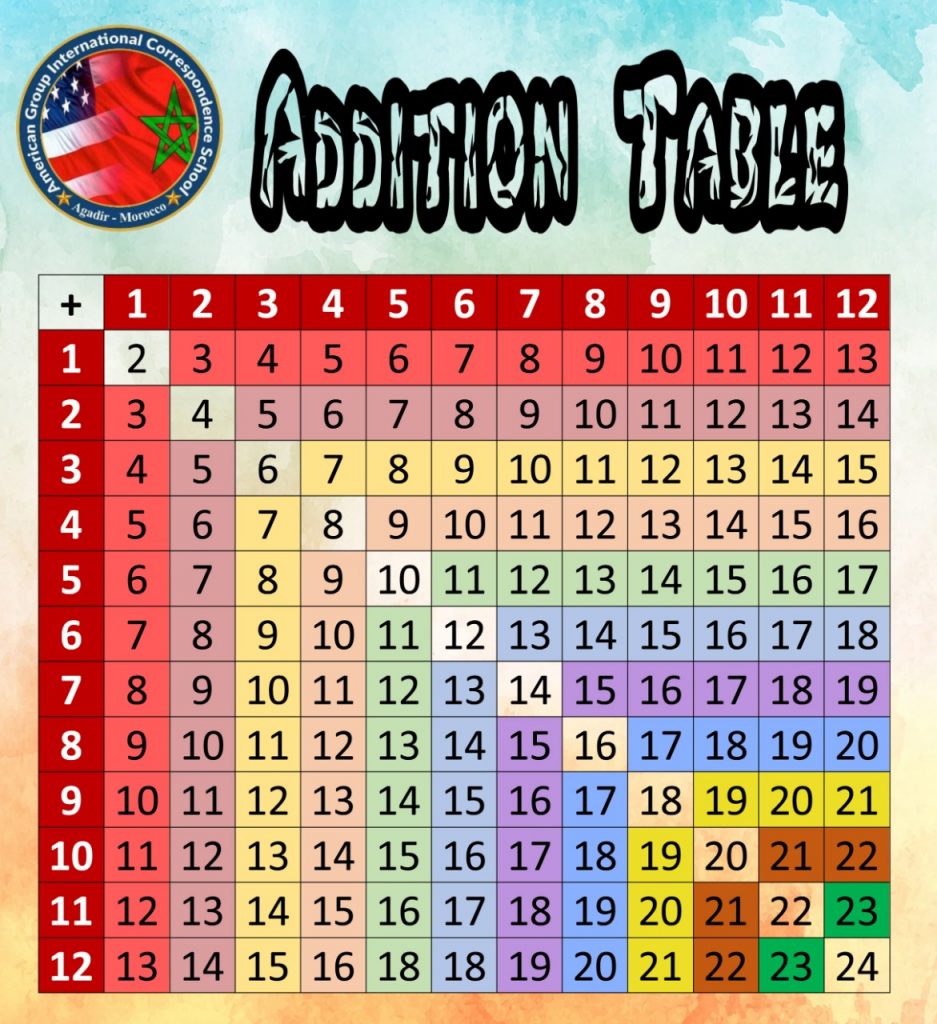 American Group International Correspondence School
Agadir - Morocco
ADDITION TABLE
+ 1 2 3 4 5 6 7 8 9 10 11 12
1 2 3 4 5 6 7 8 9 10 11 12 13
2 3 4 5 6 7 8 9 10 11 12 13 14
3 4 5 6 7 8 9 10 11 12 13 14 15
4 5 6 7 8 9 10 11 12 13 14 15 16
5 6 7 8 9 10 11 12 13 14 15 16 17
6 7 8 9 10 11 12 13 14 15 16 17 18
7 8 9 10 11 12 13 14 15 16 17 18 19
8 9 10 11 12 13 14 15 16 17 18 19 20
9 10 11 12 13 14 15 16 17 18 19 20 21
10 11 12 13 14 15 16 17 18 19 20 21 22
11 12 13 14 15 16 17 18 19 20 21 22 23
12 13 14 15 16 18 18 19 20 21 22 23 24